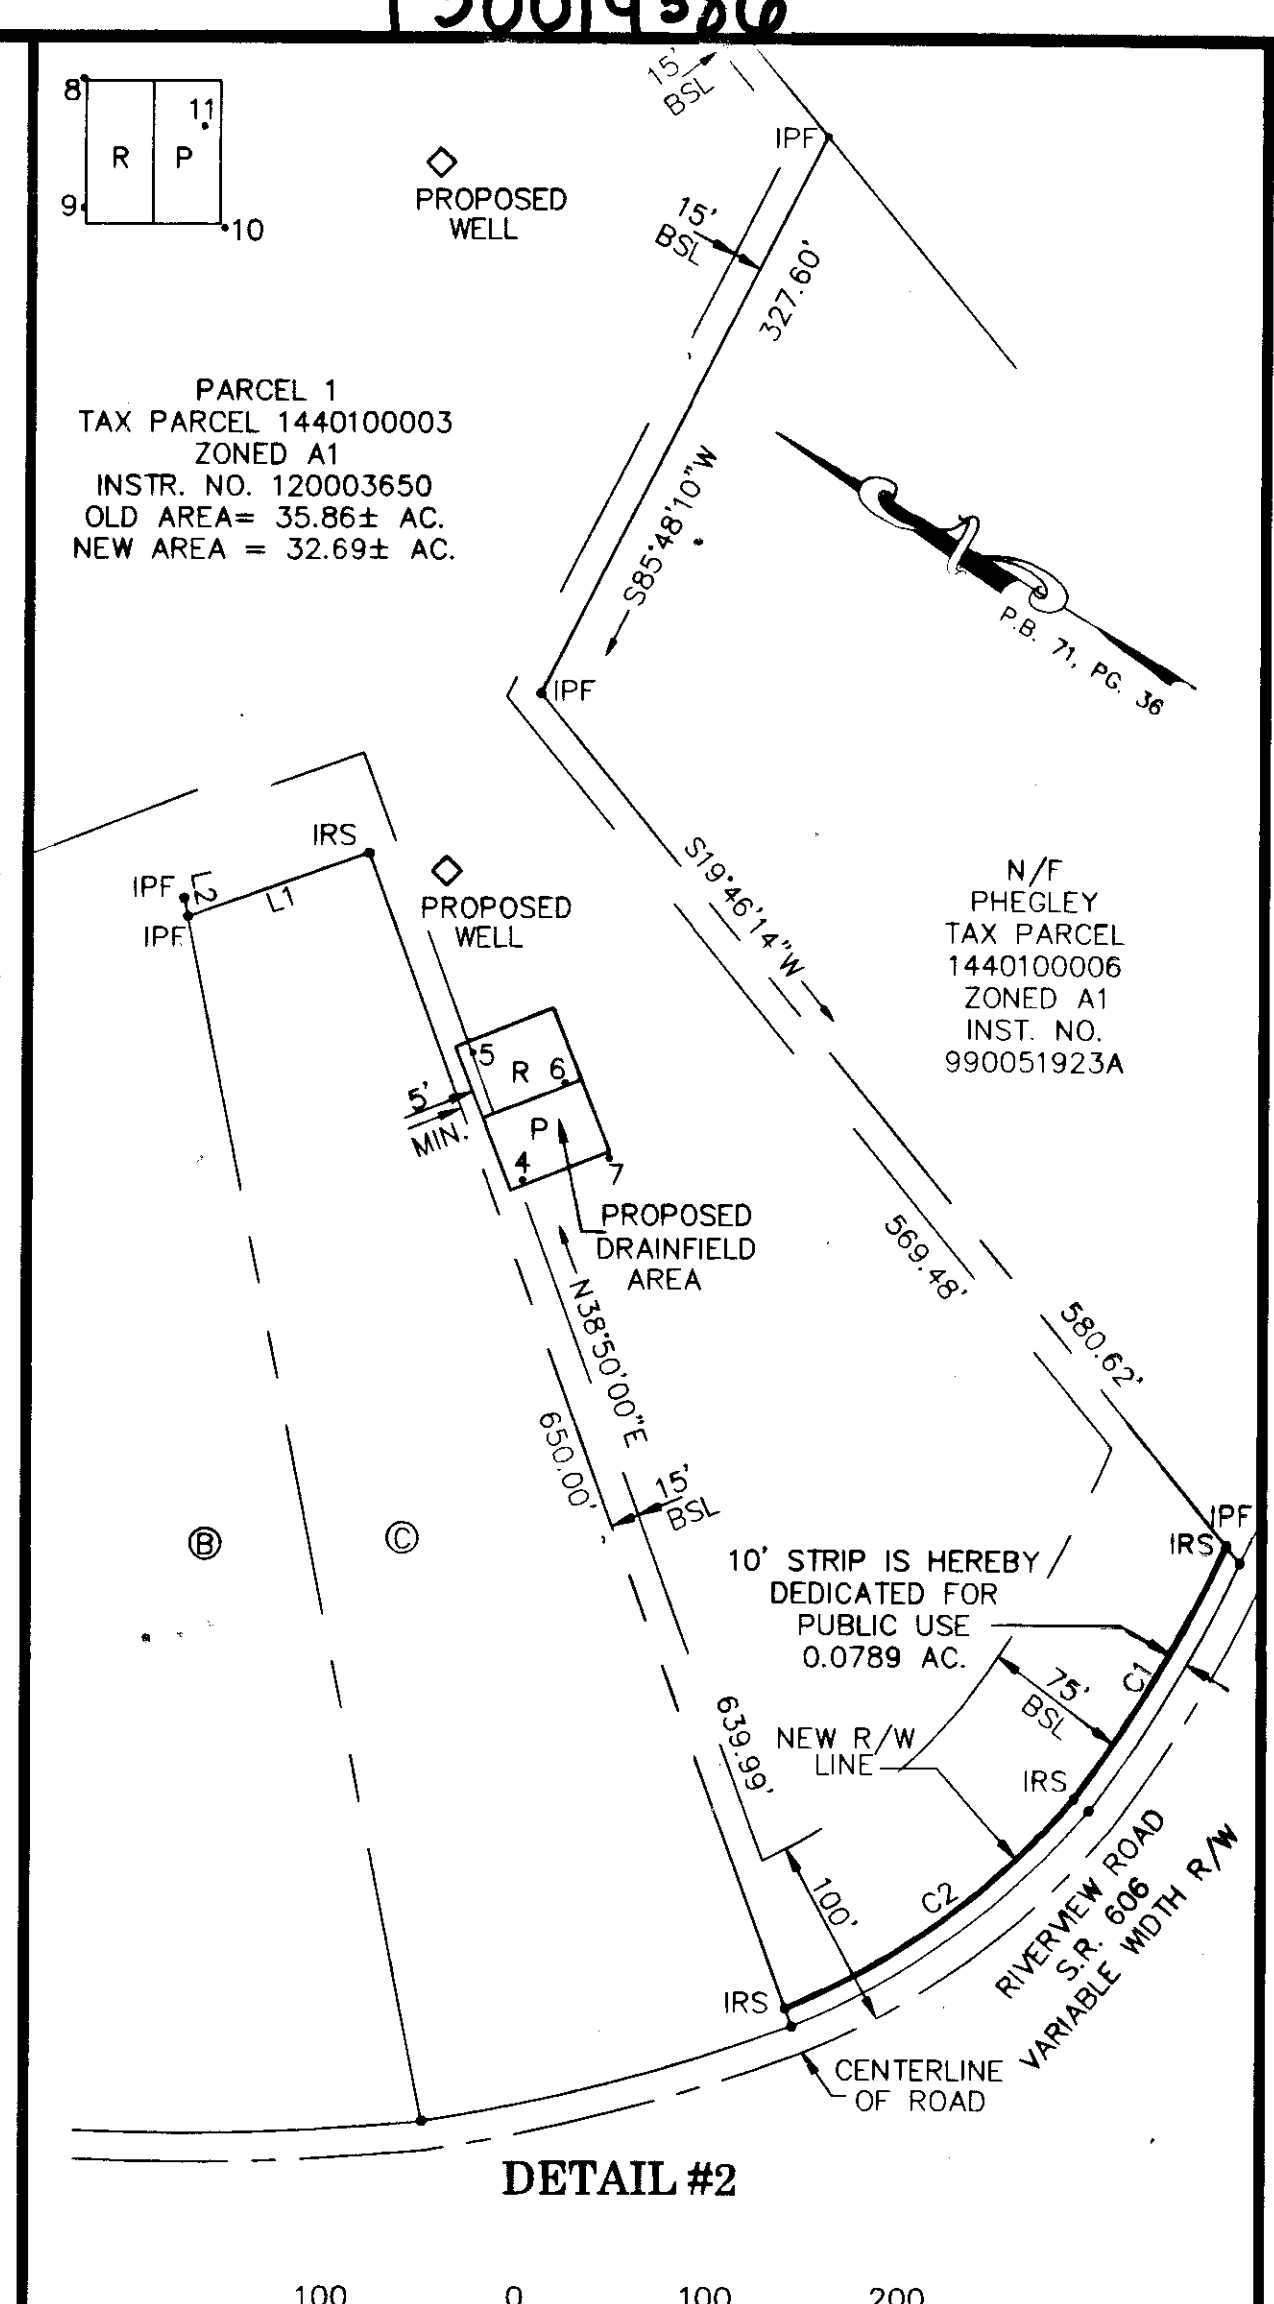 130014386
8
11
R
P
9
10
PROPOSED
WELL
15'
BSL
IPF
15'
BSL
327.60'
PARCEL 1
TAX PARCEL 1440100003
ZONED A1
INSTR. NO. 120003650
OLD AREA= 35.86± AC.
NEW AREA = 32.69± AC.
S85°48'10"W
P.B. 71, PG. 36
IPF
IRS
IPF
L2
L1
IPF
PROPOSED
WELL
S19°46'14"W
N/F
PHEGLEY
TAX PARCEL
1440100006
ZONED A1
INST. NO.
990051923A
5
R
6
5'
MIN.
P
4
7
PROPOSED
DRAINFIELD
AREA
569.48'
580.62'
N38°50'00"E
650.00'
15'
BSL
B
C
IPF
IRS
10' STRIP IS HEREBY
DEDICATED FOR
PUBLIC USE
0.0789 AC.
C1
75'
BSL
639.99'
NEW R/W
LINE
IRS
100'
C2
RIVERVIEW ROAD
S.R. 606
VARIABLE WIDTH R/W
IRS
CENTERLINE
OF ROAD
DETAIL #2
100
0
100
200